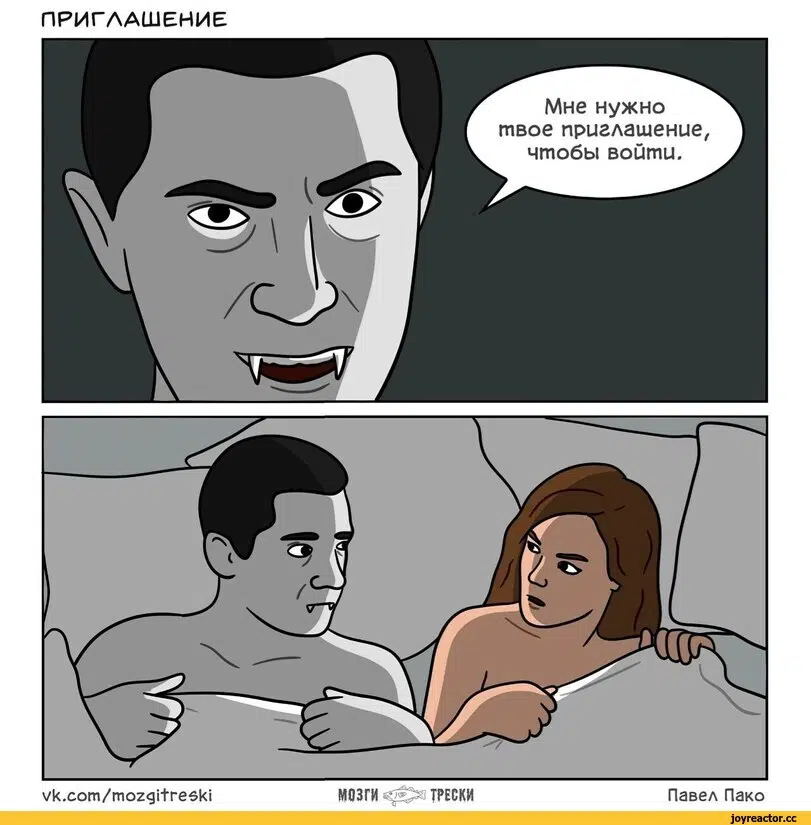 ПРИГЛАШЕНИЕ
Мне нужно
твое приглашение,
чтобы войти.
vk.com/mozgitreski
МОЗГИ ТРЕСКИ
Павел Пако
joyreactor.cc